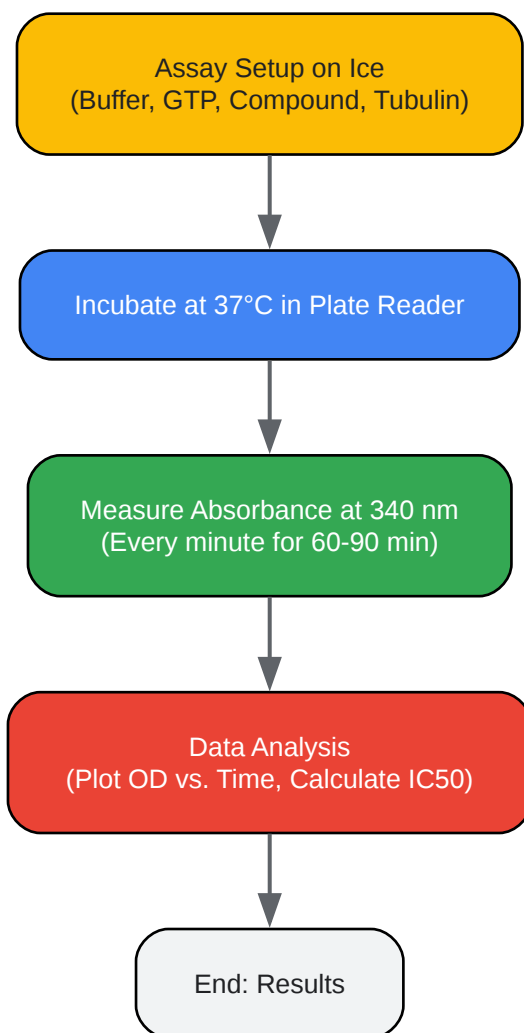 Assay Setup on Ice
(Buffer, GTP, Compound, Tubulin)
Incubate at 37°C in Plate Reader
Measure Absorbance at 340 nm
(Every minute for 60-90 min)
Data Analysis
(Plot OD vs. Time, Calculate IC50)
End: Results